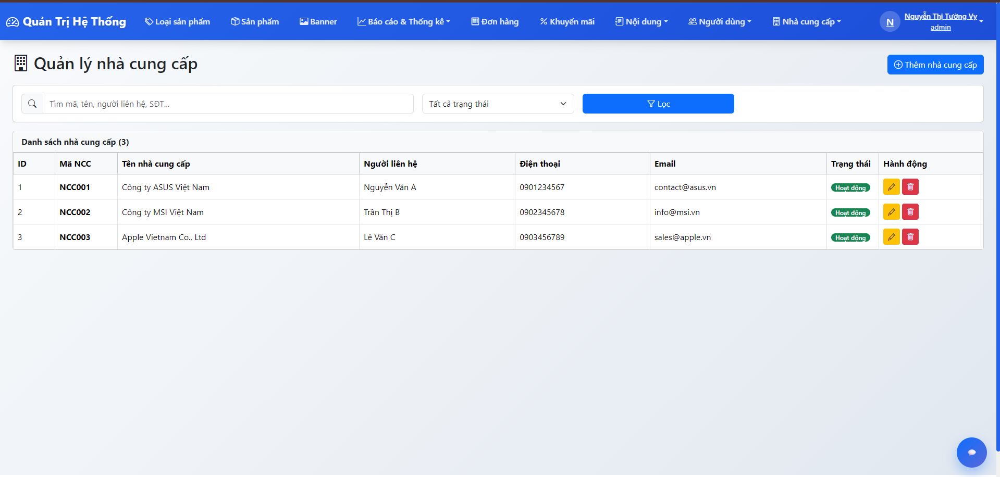 Quản Trị Hệ Thống
Loại sản phẩm
Sản phẩm
Banner
Báo cáo & Thống kê
Đơn hàng
Khuyến mãi
Nội dung
Người dùng
Nhà cung cấp
N
Nguyễn Thị Tường Vy
admin
Quản lý nhà cung cấp
Thêm nhà cung cấp
Tìm mã, tên, người liên hệ, SĐT...
Tất cả trạng thái
Lọc
Danh sách nhà cung cấp (3)
ID Mã NCC Tên nhà cung cấp Người liên hệ Điện thoại Email Trạng thái Hành động
1 NCC001 Công ty ASUS Việt Nam Nguyễn Văn A 0901234567 contact@asus.vn Hoạt động
2 NCC002 Công ty MSI Việt Nam Trần Thị B 0902345678 info@msi.vn Hoạt động
3 NCC003 Apple Vietnam Co., Ltd Lê Văn C 0903456789 sales@apple.vn Hoạt động